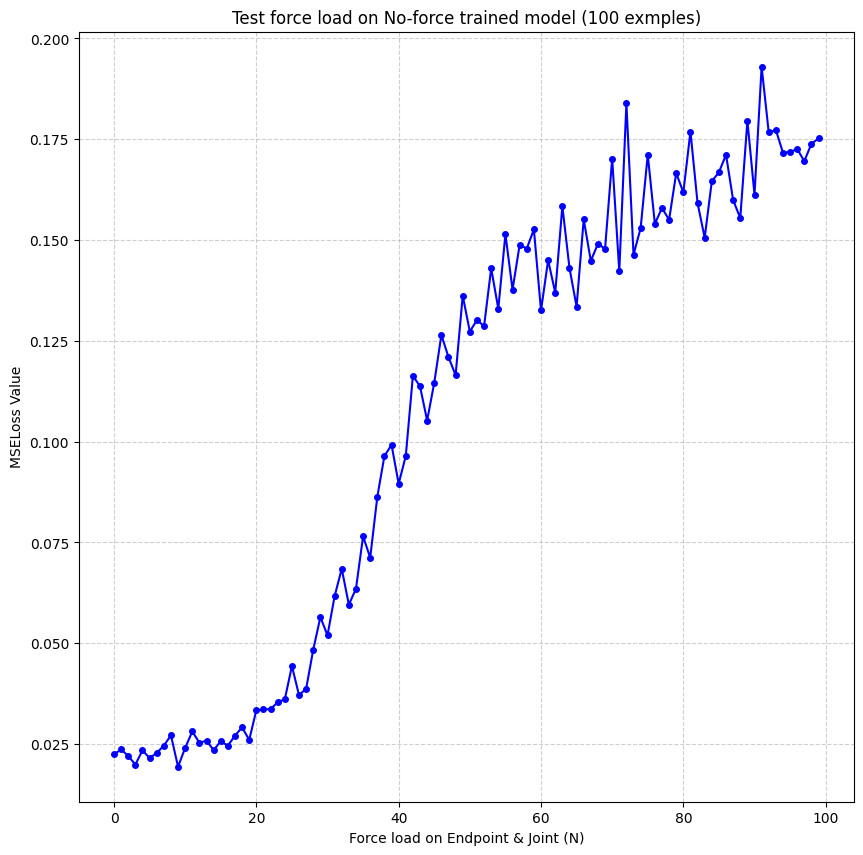 Test force load on No-force trained model (100 exmples)
0.200
0.175
0.150
0.125
0.100
0.075
0.050
0.025
MSELoss Value
0 20 40 60 80 100
Force load on Endpoint & Joint (N)